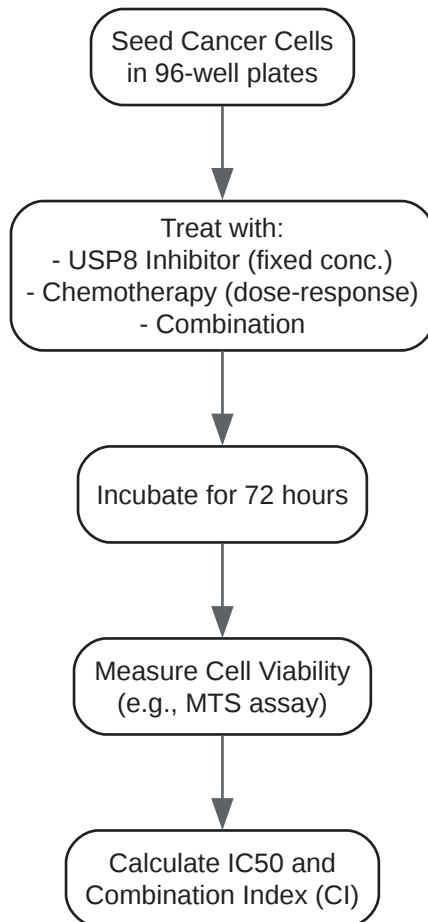 Seed Cancer Cells
in 96-well plates
Treat with:
- USP8 Inhibitor (fixed conc.)
- Chemotherapy (dose-response)
- Combination
Incubate for 72 hours
Measure Cell Viability
(e.g., MTS assay)
Calculate IC50 and
Combination Index (CI)